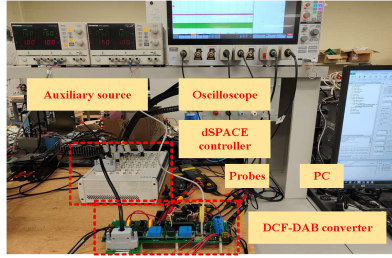 Auxiliary source
Oscilloscope
dSPACE
controller
Probes
PC
DCF-DAB converter